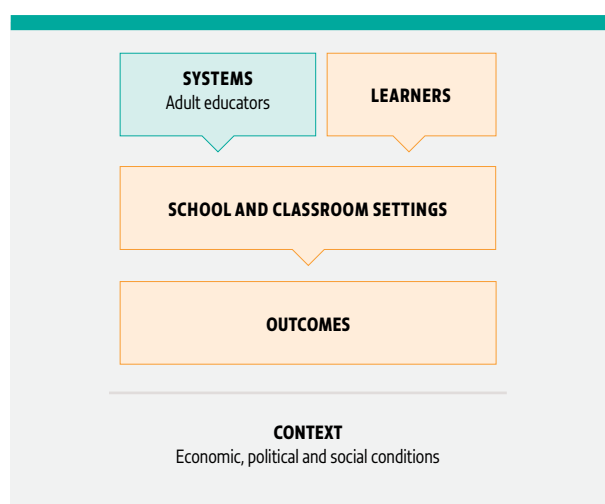 SYSTEMS
Adult educators
LEARNERS
SCHOOL AND CLASSROOM SETTINGS
OUTCOMES
CONTEXT
Economic, political and social conditions